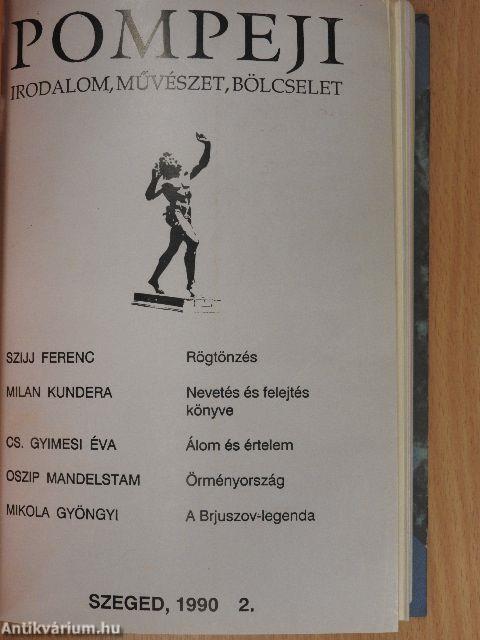 POMPEJI
IRODALOM, MŰVÉSZET, BÖLCSELET
SZIJJ FERENC Rögtönzés
MILAN KUNDERA Nevetés és felejtés
könyve
CS. GYIMESI ÉVA Álom és értelem
OSZIP MANDELSTAM Örményország
MIKOLA GYÖNGYI A Brjuszov-legenda
SZEGED, 1990 2.
Antikvárium.hu